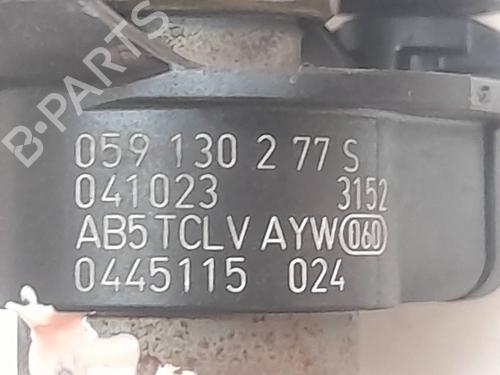 B-PARTS
059 130 2 77 S
041023 3152
AB5TCLV AYW 060
0445115 024